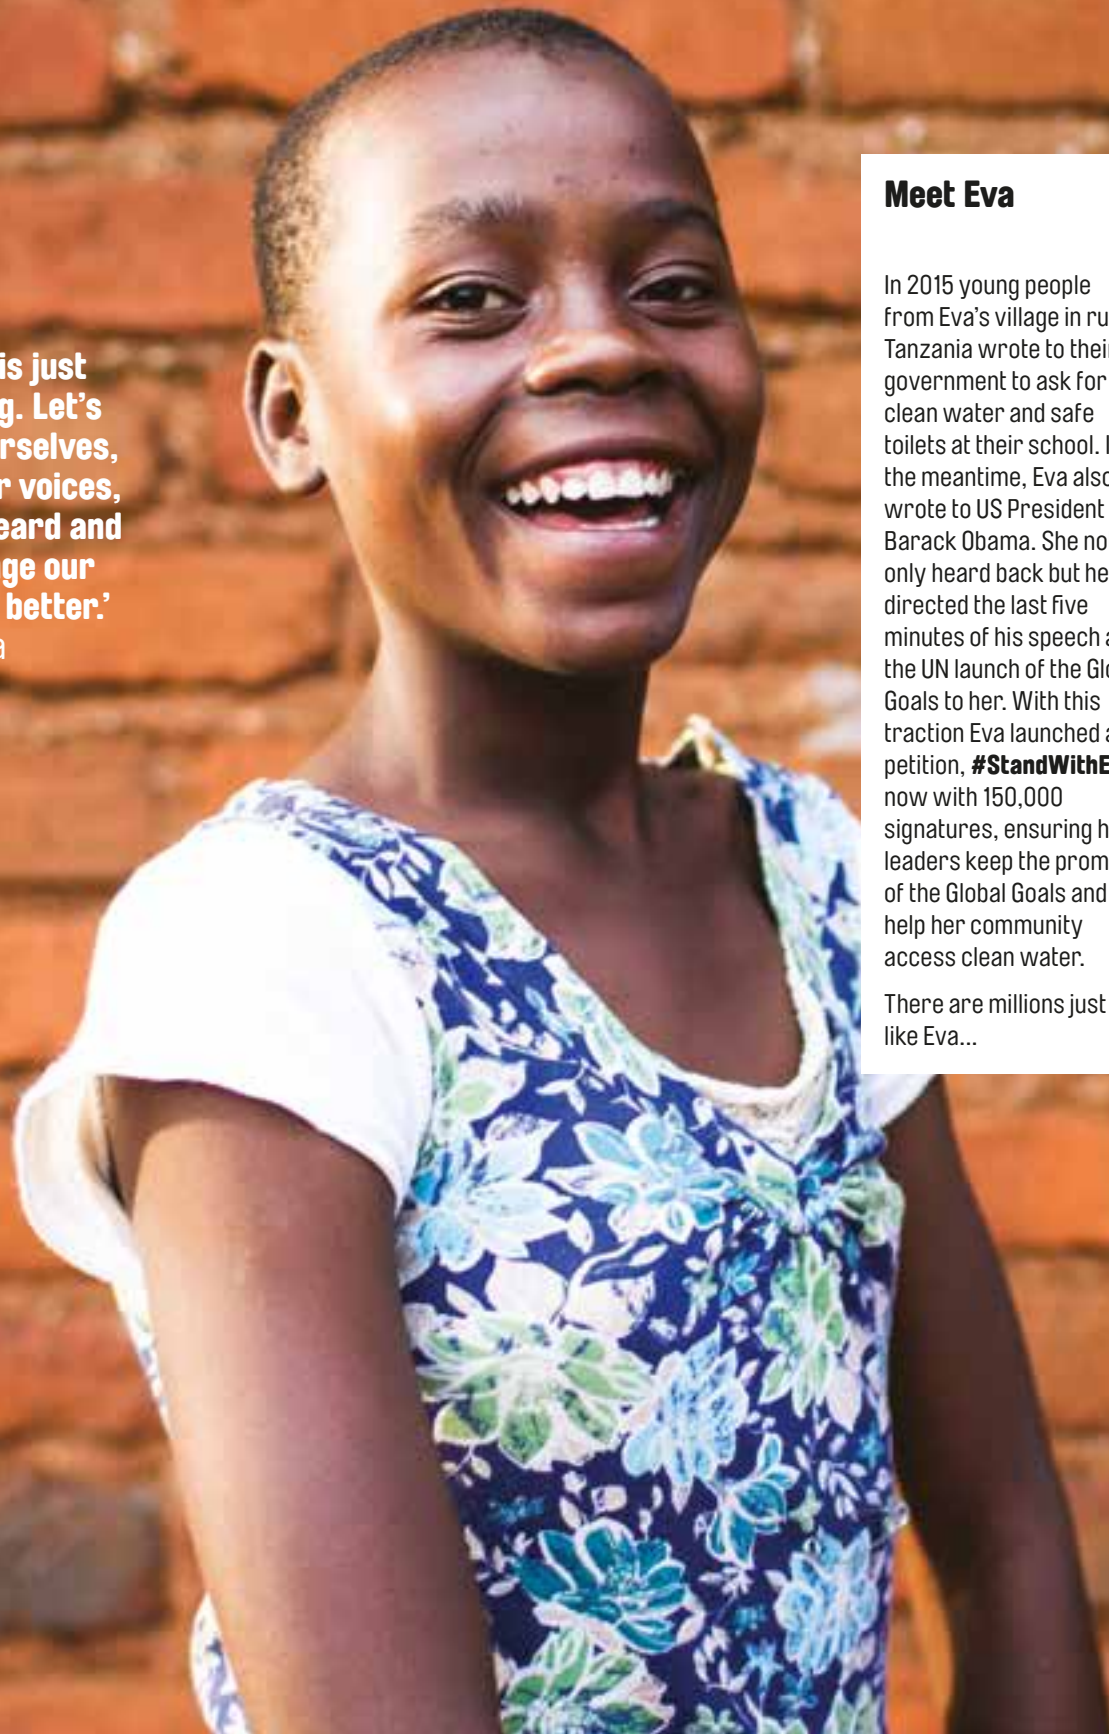 is just
g. Let's
rselves,
r voices,
eard and
ge our
better.'
a
Meet Eva
In 2015 young people
from Eva's village in ru
Tanzania wrote to their
government to ask for
clean water and safe
toilets at their school. I
the meantime, Eva also
wrote to US President
Barack Obama. She no
only heard back but he
directed the last five
minutes of his speech a
the UN launch of the Glo
Goals to her. With this
traction Eva launched a
petition, #StandWithE
now with 150,000
signatures, ensuring h
leaders keep the prom
of the Global Goals and
help her community
access clean water.
There are millions just
like Eva...